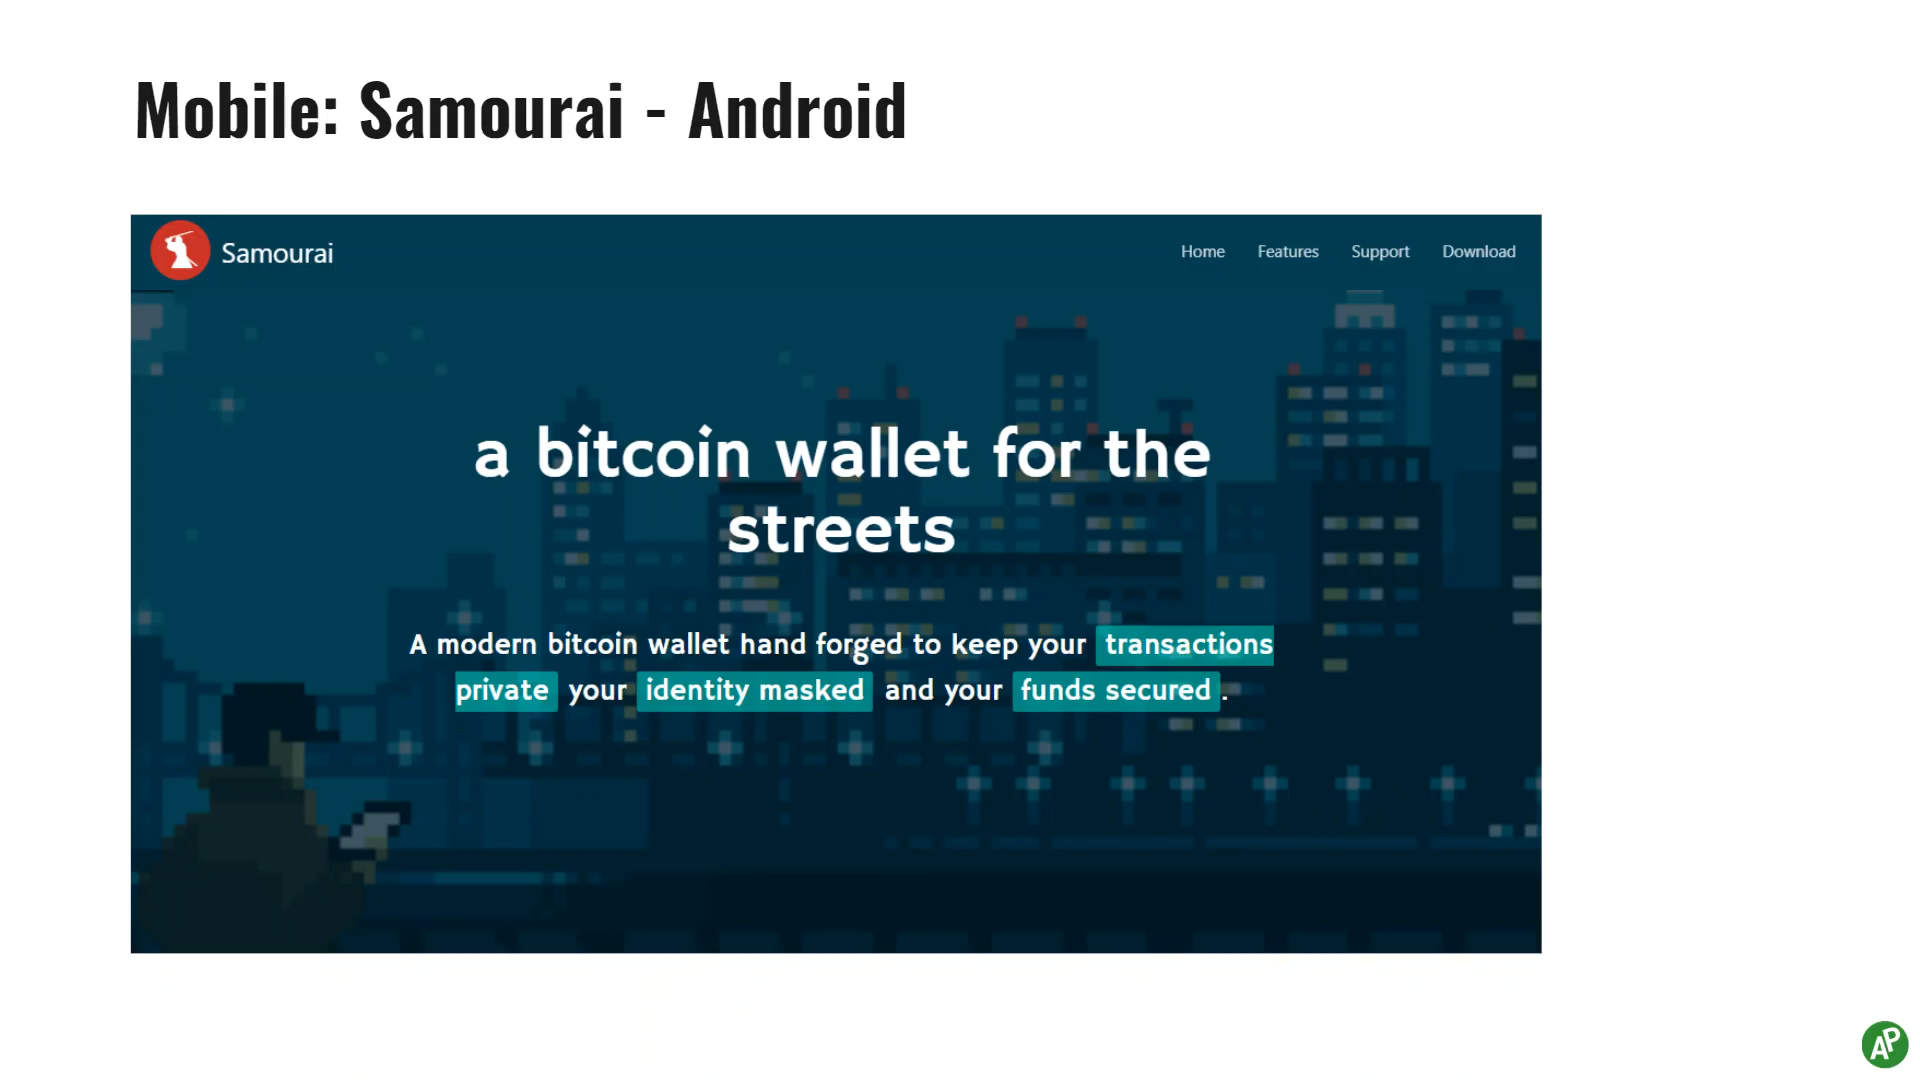 Mobile: Samourai - Android
Samourai
Home Features Support Download
a bitcoin wallet for the
streets
A modern bitcoin wallet hand forged to keep your transactions
private your identity masked and your funds secured.
AP